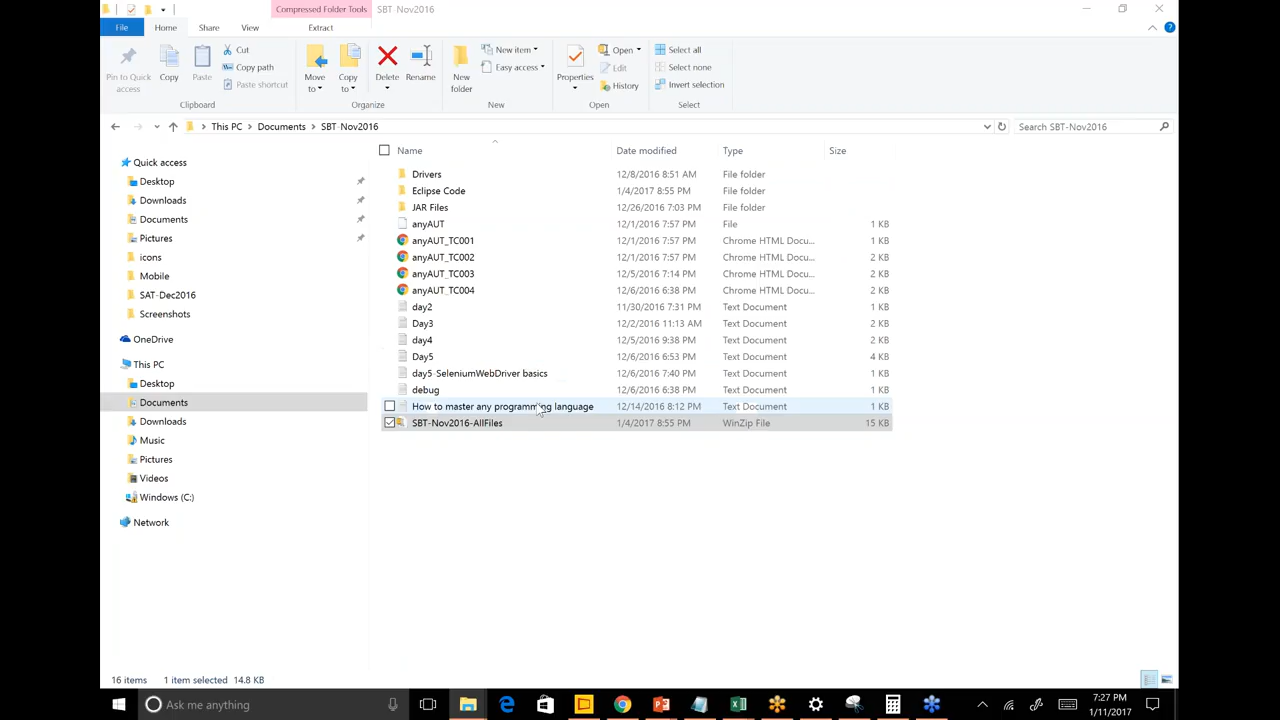 Compressed Folder Tools SBT-Nov2016
File Home Share View Extract
Pin to Quick access
Copy
Paste
Cut
Copy path
Paste shortcut
Clipboard
Move to
Copy to
Delete
Rename
Organize
New folder
New item
Easy access
New
Properties
Open
Edit
History
Open
Select all
Select none
Invert selection
Select
This PC > Documents > SBT-Nov2016
Search SBT-Nov2016
Quick access
Desktop
Downloads
Documents
Pictures
icons
Mobile
SAT-Dec2016
Screenshots
OneDrive
This PC
Desktop
Documents
Downloads
Music
Pictures
Videos
Windows (C:)
Network
Name Date modified Type Size
Drivers 12/8/2016 8:51 AM File folder
Eclipse Code 1/4/2017 8:55 PM File folder
JAR Files 12/26/2016 7:03 PM File folder
anyAUT 12/1/2016 7:57 PM File 1 KB
anyAUT_TC001 12/1/2016 7:57 PM Chrome HTML Docu... 1 KB
anyAUT_TC002 12/1/2016 7:57 PM Chrome HTML Docu... 2 KB
anyAUT_TC003 12/5/2016 7:14 PM Chrome HTML Docu... 2 KB
anyAUT_TC004 12/6/2016 6:38 PM Chrome HTML Docu... 2 KB
day2 11/30/2016 7:31 PM Text Document 1 KB
Day3 12/2/2016 11:13 AM Text Document 2 KB
day4 12/5/2016 9:38 PM Text Document 2 KB
Day5 12/6/2016 6:53 PM Text Document 4 KB
day5-SeleniumWebDriver basics 12/6/2016 7:40 PM Text Document 2 KB
debug 12/6/2016 6:38 PM Text Document 1 KB
How to master any programming language 12/14/2016 8:12 PM Text Document 1 KB
SBT-Nov2016-AllFiles 1/4/2017 8:55 PM WinZip File 15 KB
16 items 1 item selected 14.8 KB
Ask me anything
7:27 PM
1/11/2017